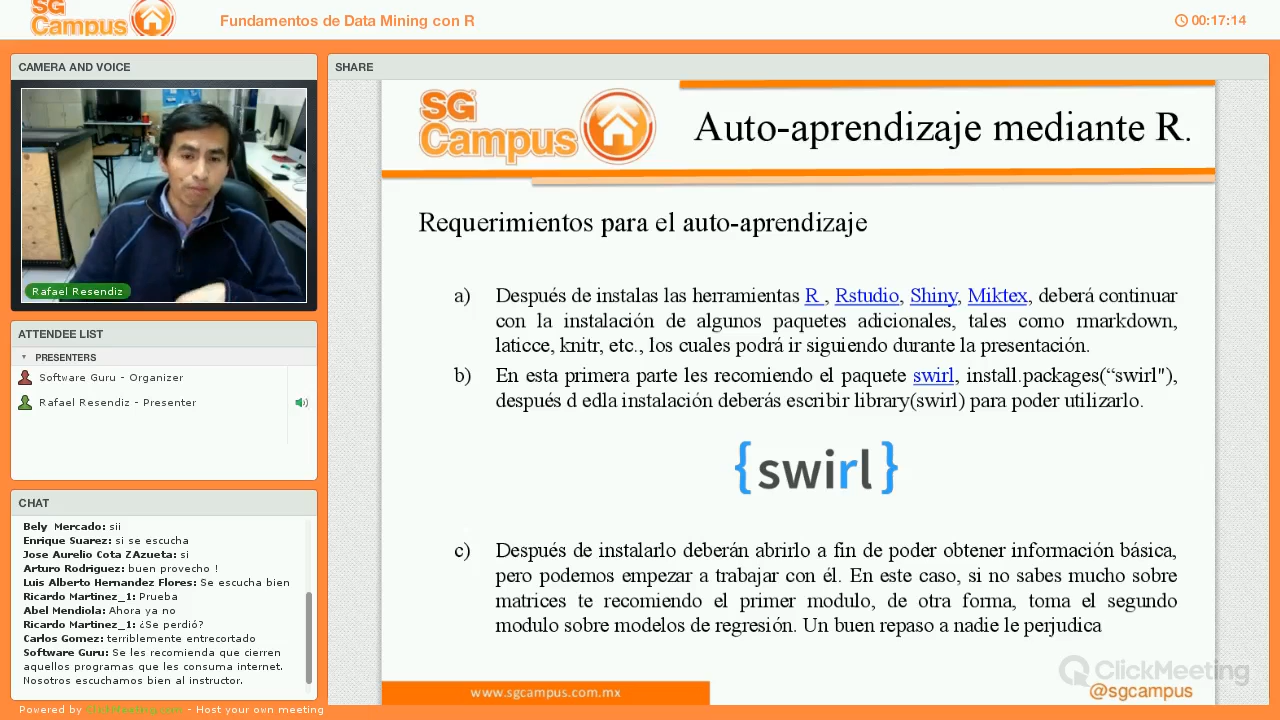 SG Campus
Fundamentos de Data Mining con R
00:17:14
CAMERA AND VOICE
Rafael Resendiz
ATTENDEE LIST
PRESENTERS
Software Guru - Organizer
Rafael Resendiz - Presenter
CHAT
Bely Mercado: sii
Enrique Suarez: si se escucha
Jose Aurelio Cota ZAzueta: si
Arturo Rodriguez: buen provecho !
Luis Alberto Hernandez Flores: Se escucha bien
Ricardo Martinez_1: Prueba
Abel Mendiola: Ahora ya no
Ricardo Martinez_1: ¿Se perdió?
Carlos Gomez: terriblemente entrecortado
Software Guru: Se les recomienda que cierren
aquellos programas que les consuma internet.
Nosotros escuchamos bien al instructor.
Powered by ClickMeeting.com - Host your own meeting
SHARE
SG
Campus
Auto-aprendizaje mediante R.
Requerimientos para el auto-aprendizaje
a) Después de instalas las herramientas R , Rstudio, Shiny, Miktex, deberá continuar
con la instalación de algunos paquetes adicionales, tales como rmarkdown,
laticce, knitr, etc., los cuales podrá ir siguiendo durante la presentación.
b) En esta primera parte les recomiendo el paquete swirl, install.packages(“swirl"),
después d edla instalación deberás escribir library(swirl) para poder utilizarlo.
{swirl}
c) Después de instalarlo deberán abrirlo a fin de poder obtener información básica,
pero podemos empezar a trabajar con él. En este caso, si no sabes mucho sobre
matrices te recomiendo el primer modulo, de otra forma, toma el segundo
modulo sobre modelos de regresión. Un buen repaso a nadie le perjudica
ClickMeeting
www.sgcampus.com.mx
@sgcampus